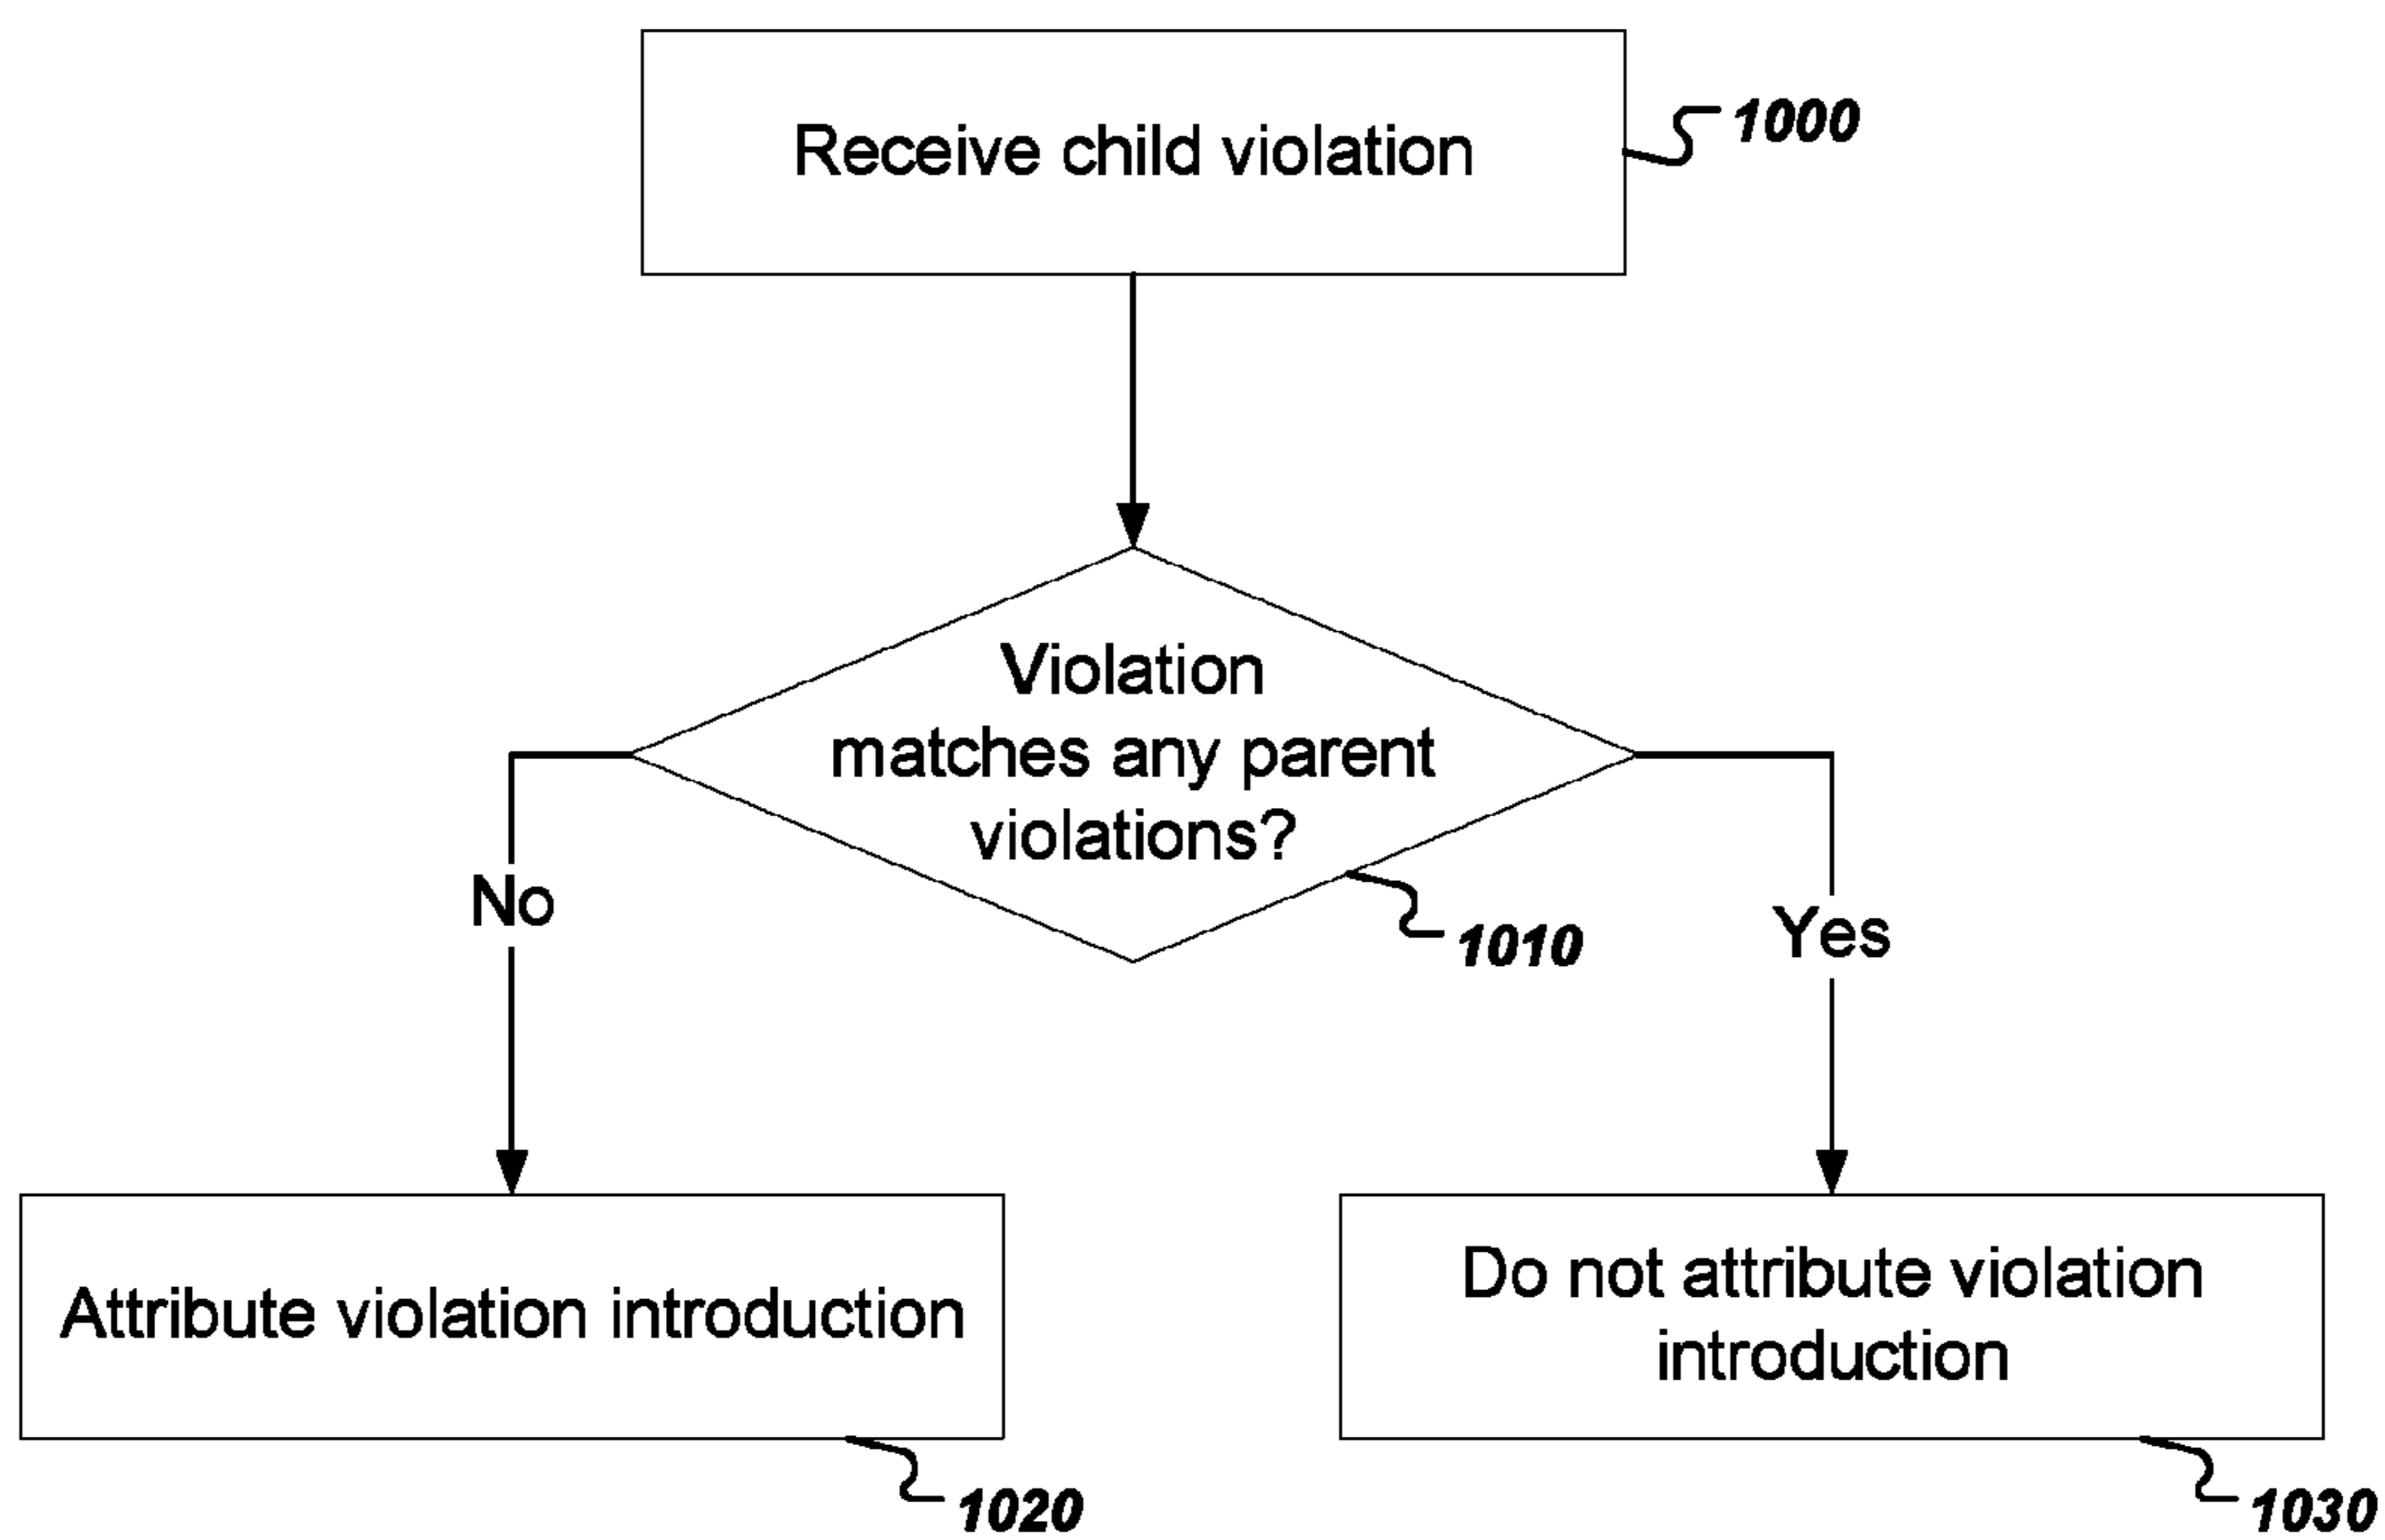 Receive child violation
1000
Violation
matches any parent
violations?
1010
No
Yes
Attribute violation introduction
1020
Do not attribute violation
introduction
1030